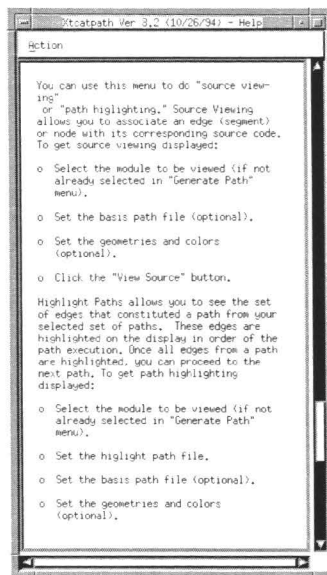 Xtcatpath Ver 3.2 (10/26/94) - Help
Action
You can use this menu to do "source view-
ing"
or "path higlighting." Source Viewing
allows you to associate an edge (segment)
or node with its corresponding source code.
To get source viewing displayed:
o Select the module to be viewed (if not
already selected in "Generate Path"
menu).
o Set the basis path file (optional).
o Set the geometries and colors
(optional).
o Click the "View Source" button.
Highlight Paths allows you to see the set
of edges that constituted a path from your
selected set of paths. These edges are
highlighted on the display in order of the
path execution. Once all edges from a path
are highlighted, you can proceed to the
next path. To get path highlighting
displayed:
o Select the module to be viewed (if not
already selected in "Generate Path"
menu).
o Set the higlight path file.
o Set the basis path file (optional).
o Set the geometries and colors
(optional).